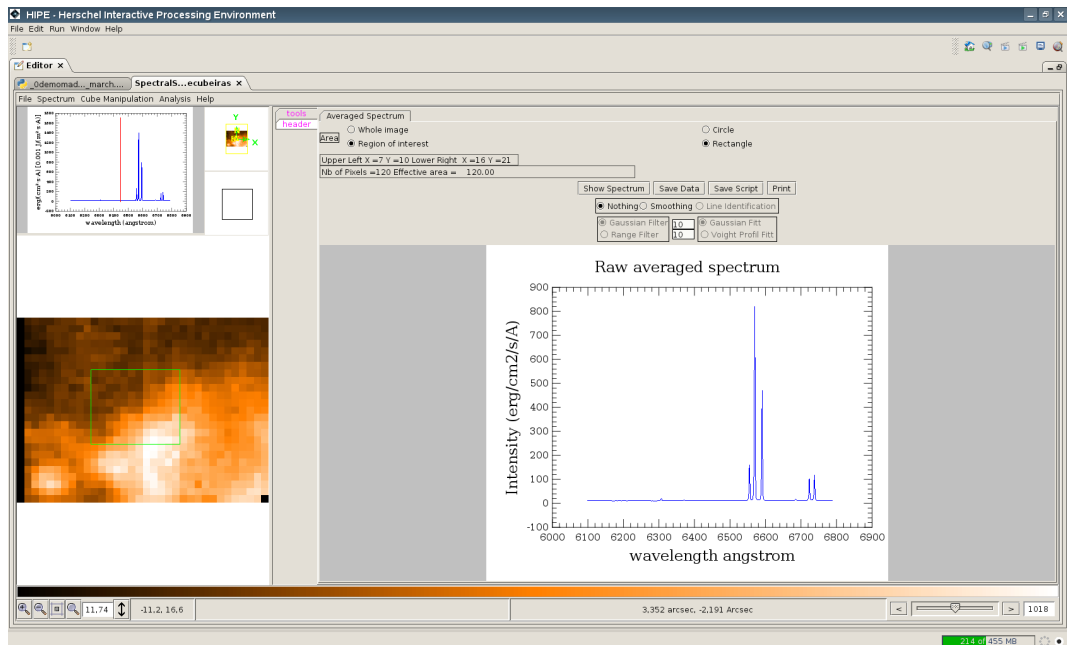 HIPE - Herschel Interactive Processing Environment
File Edit Run Window Help
Editor ×
_0demomad..._march.... SpectralS...ecubeiras ×
File Spectrum Cube Manipulation Analysis Help
wavelength (angstrom)
Y
X
tools
header
Averaged Spectrum
Area
Whole image
Region of interest
Circle
Rectangle
Upper Left X =7 Y =10 Lower Right X =16 Y =21
Nb of Pixels =120 Effective area = 120.00
Show Spectrum Save Data Save Script Print
Nothing Smoothing Line Identification
Gaussian Filter 10 Gaussian Fitt
Range Filter 10 Voight Profil Fitt
Raw averaged spectrum
Intensity (erg/cm2/s/A)
900
800
700
600
500
400
300
200
100
0
-100
6000 6100 6200 6300 6400 6500 6600 6700 6800 6900
wavelength angstrom
11,74 -11,2, 16,6 3,352 arcsec, -2,191 Arcsec < > 1018
214 of 455 MB